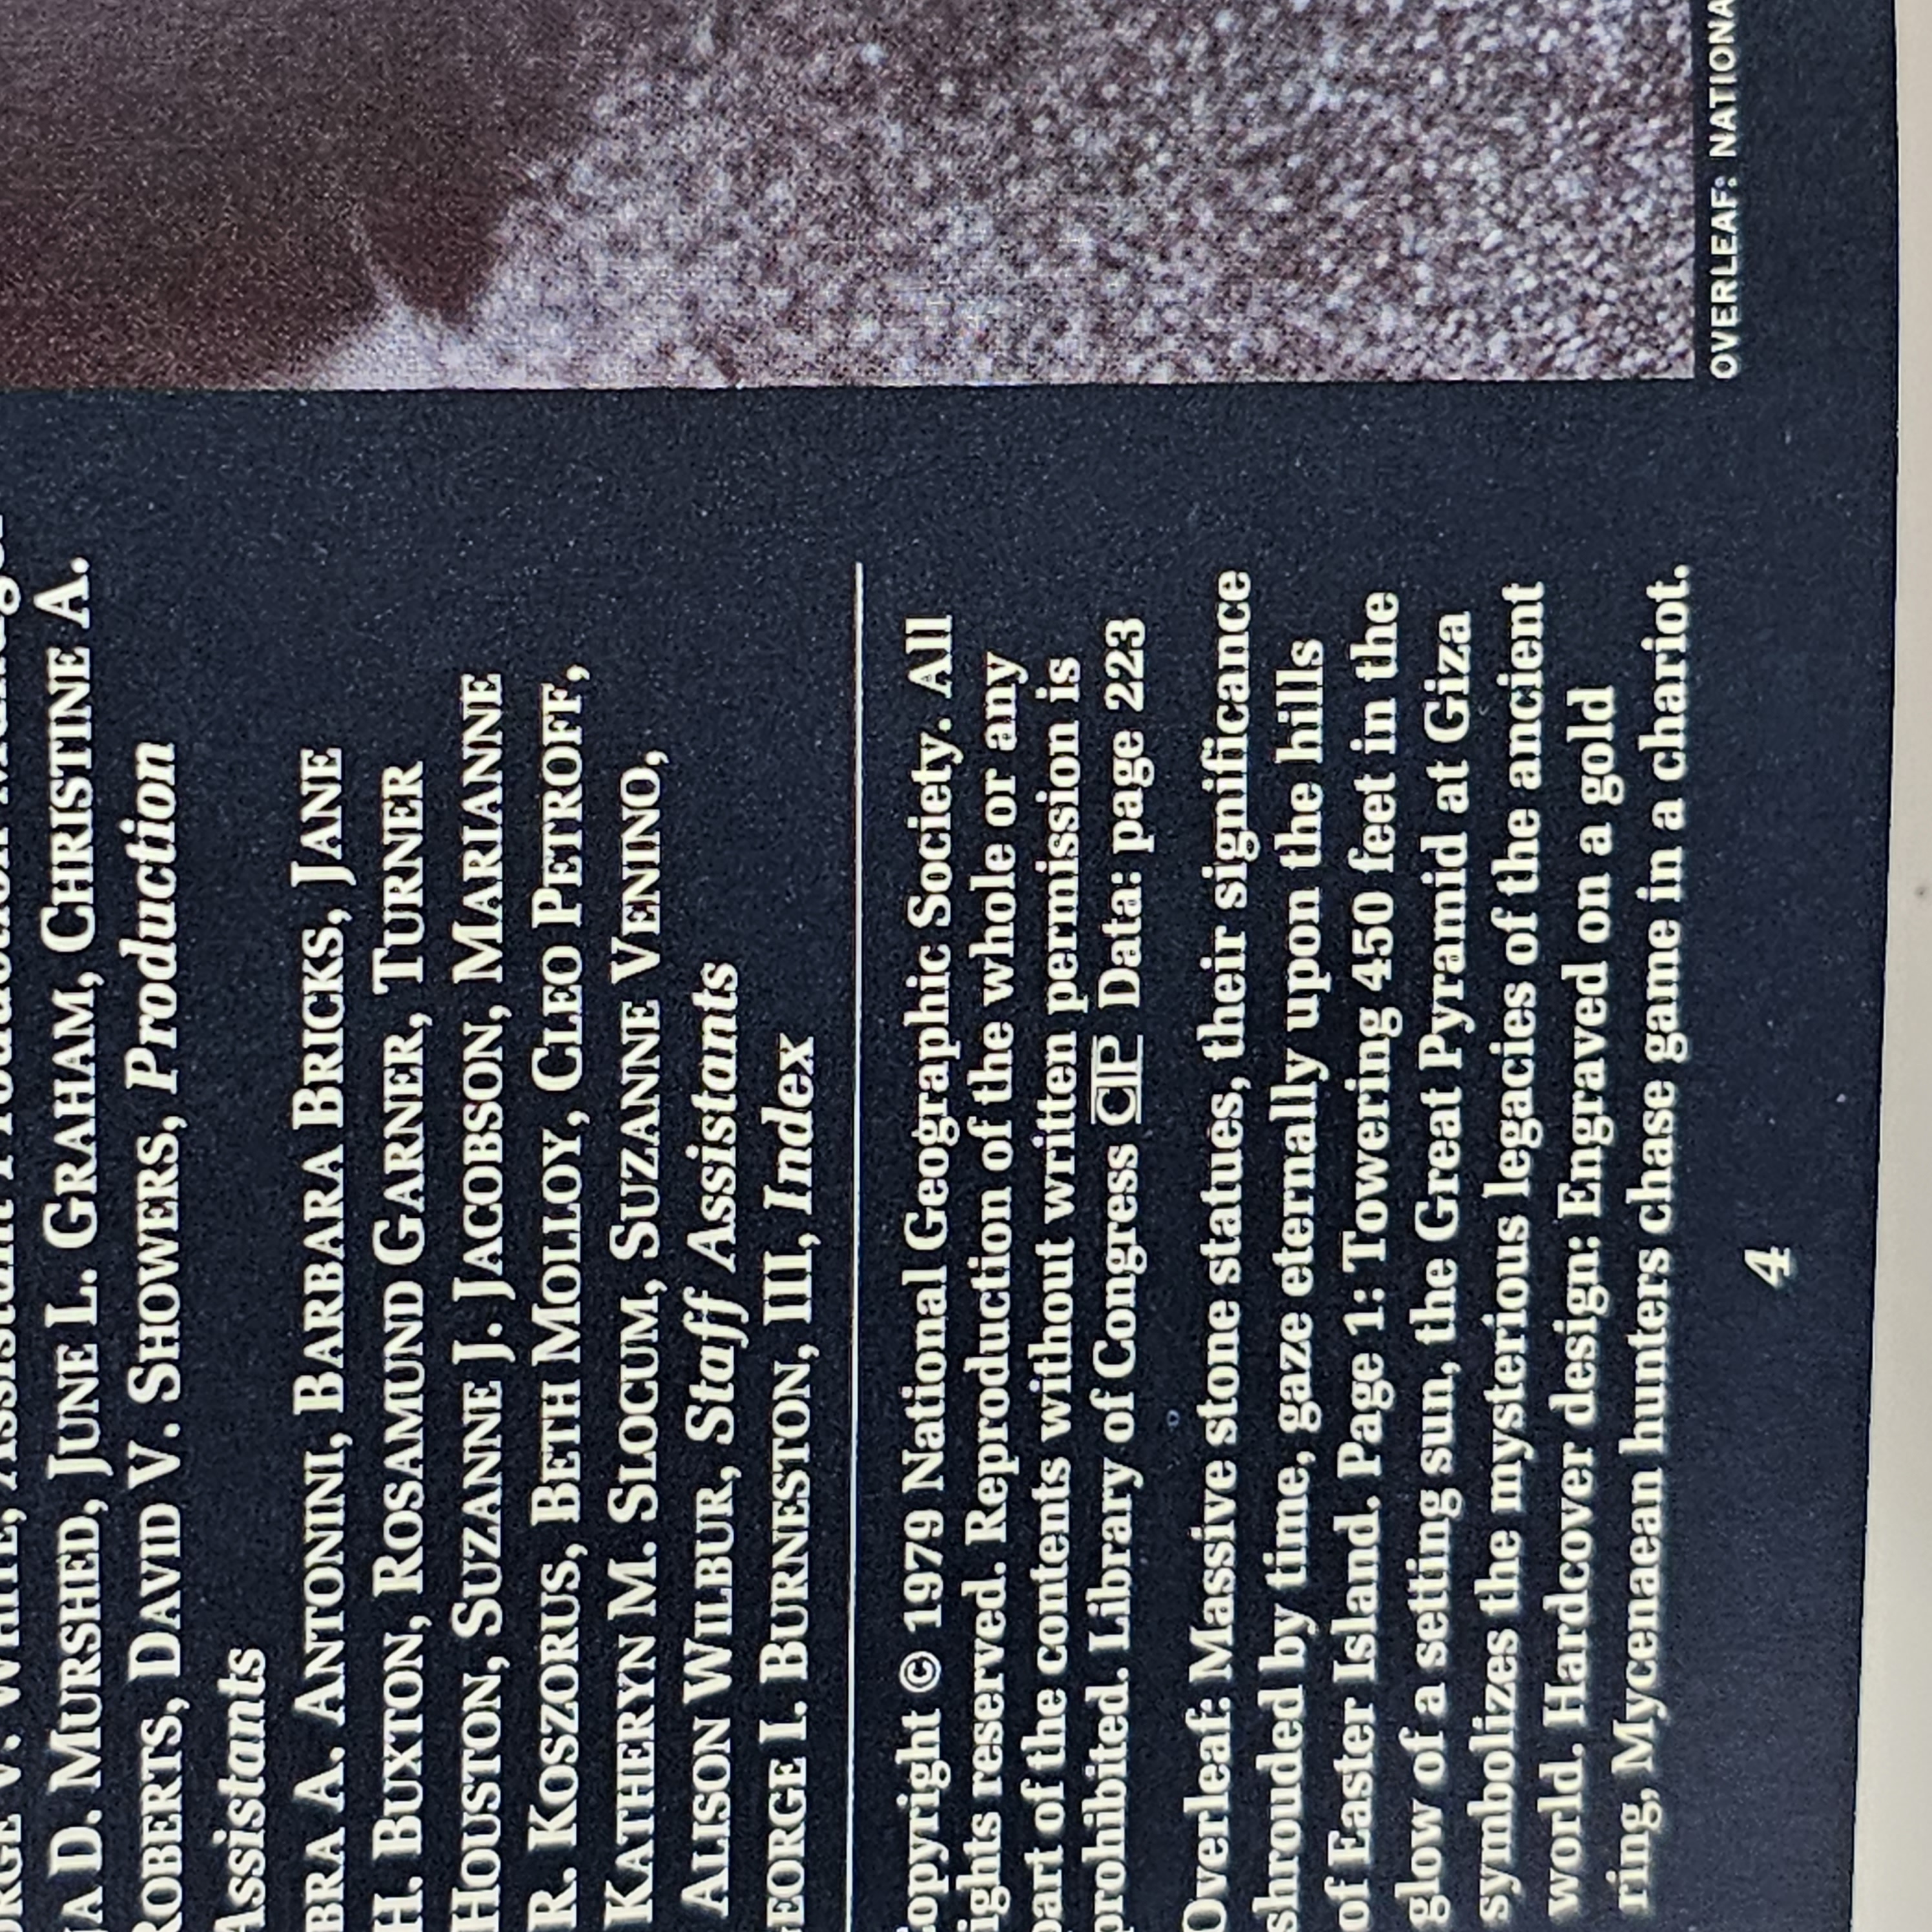 V. WHITE, Assistant Production Manager
D. MURSHED, JUNE L. GRAHAM, CHRISTINE A.
ROBERTS, DAVID V. SHOWERS, Production
Assistants
BRA A. ANTONINI, BARBARA BRICKS, JANE
H. BUXTON, ROSAMUND GARNER, TURNER
HOUSTON, SUZANNE J. JACOBSON, MARIANNE
R. KOSZORUS, BETH MOLLOY, CLEO PETROFF,
KATHERYN M. SLOCUM, SUZANNE VENINO,
ALISON WILBUR, Staff Assistants
GEORGE I. BURNESTON, III, Index
Copyright © 1979 National Geographic Society. All
ights reserved. Reproduction of the whole or any
part of the contents without written permission is
prohibited. Library of Congress CIP Data: page 223
Overleaf: Massive stone statues, their significance
shrouded by time, gaze eternally upon the hills
of Easter Island. Page 1: Towering 450 feet in the
glow of a setting sun, the Great Pyramid at Giza
symbolizes the mysterious legacies of the ancient
world. Hardcover design: Engraved on a gold
ring, Mycenaean hunters chase game in a chariot.
4
OVERLEAF: NATIONA